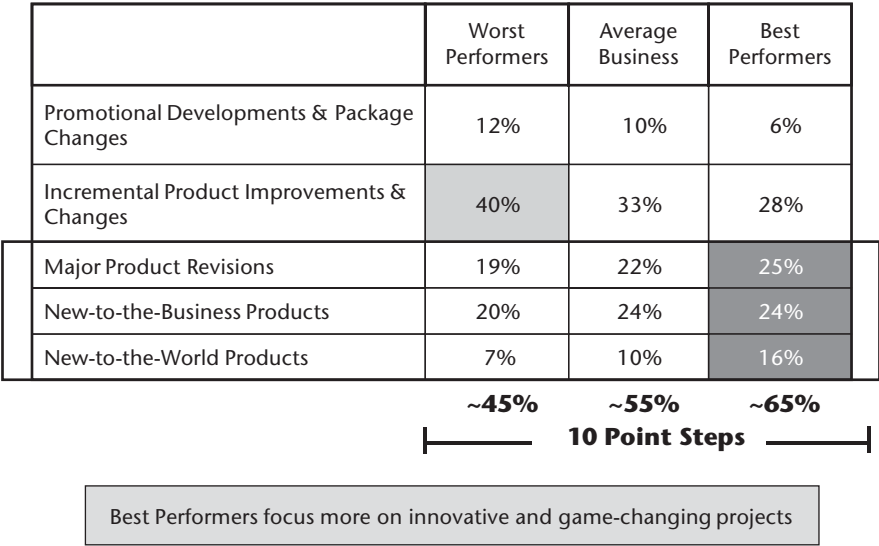 Worst Performers Average Business Best Performers
Promotional Developments & Package Changes 12% 10% 6%
Incremental Product Improvements & Changes 40% 33% 28%
Major Product Revisions 19% 22% 25%
New-to-the-Business Products 20% 24% 24%
New-to-the-World Products 7% 10% 16%
~45% ~55% ~65%
10 Point Steps
Best Performers focus more on innovative and game-changing projects